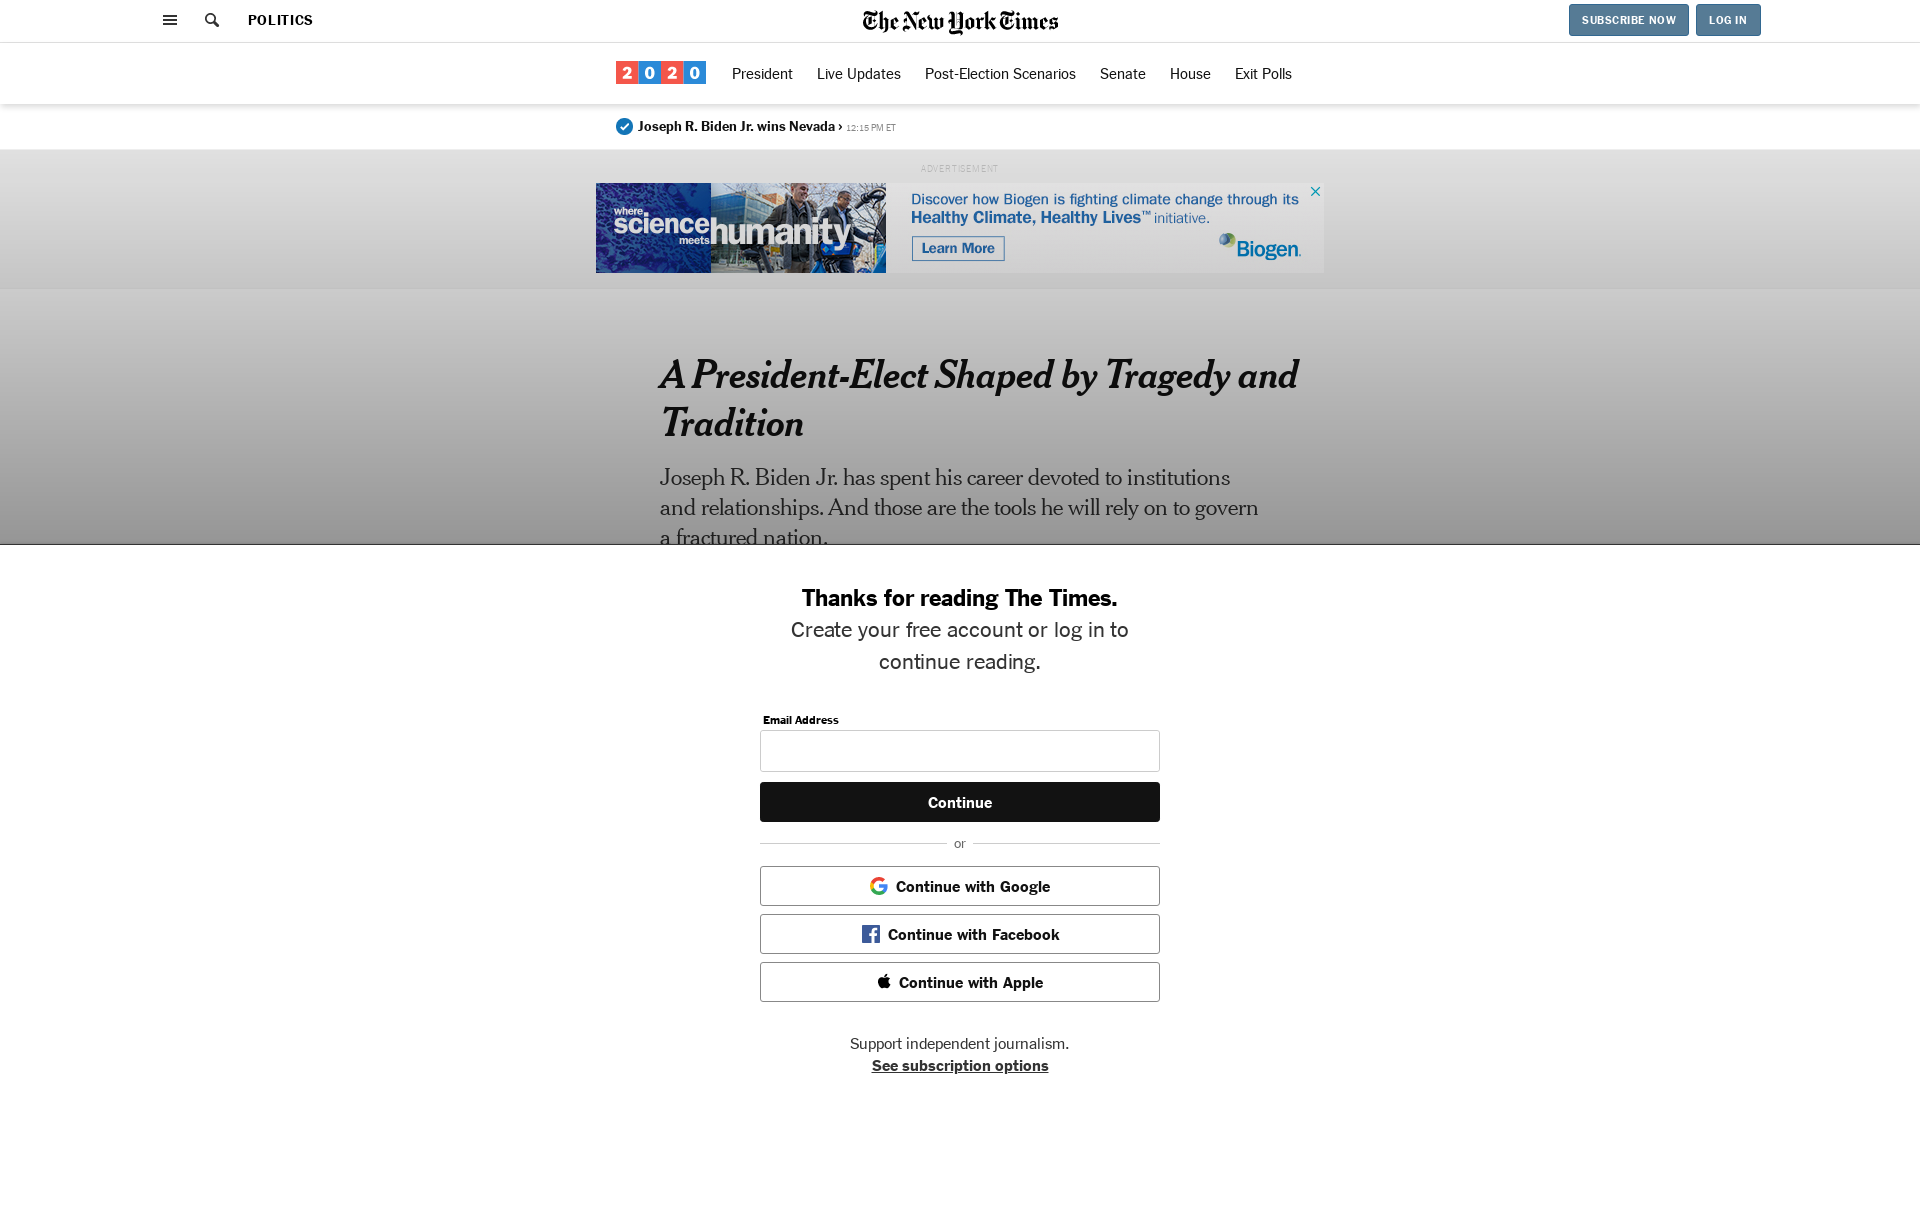 POLITICS
The New York Times
SUBSCRIBE NOW
LOG IN
2020
President
Live Updates
Post-Election Scenarios
Senate
House
Exit Polls
Joseph R. Biden Jr. wins Nevada › 12:15 PM ET
ADVERTISEMENT
where
science
meets
humanity
Discover how Biogen is fighting climate change through its
Healthy Climate, Healthy Lives™ initiative.
Learn More
Biogen.
A President-Elect Shaped by Tragedy and
Tradition
Joseph R. Biden Jr. has spent his career devoted to institutions
and relationships. And those are the tools he will rely on to govern
a fractured nation.
Thanks for reading The Times.
Create your free account or log in to
continue reading.
Email Address
Continue
or
Continue with Google
Continue with Facebook
Continue with Apple
Support independent journalism.
See subscription options